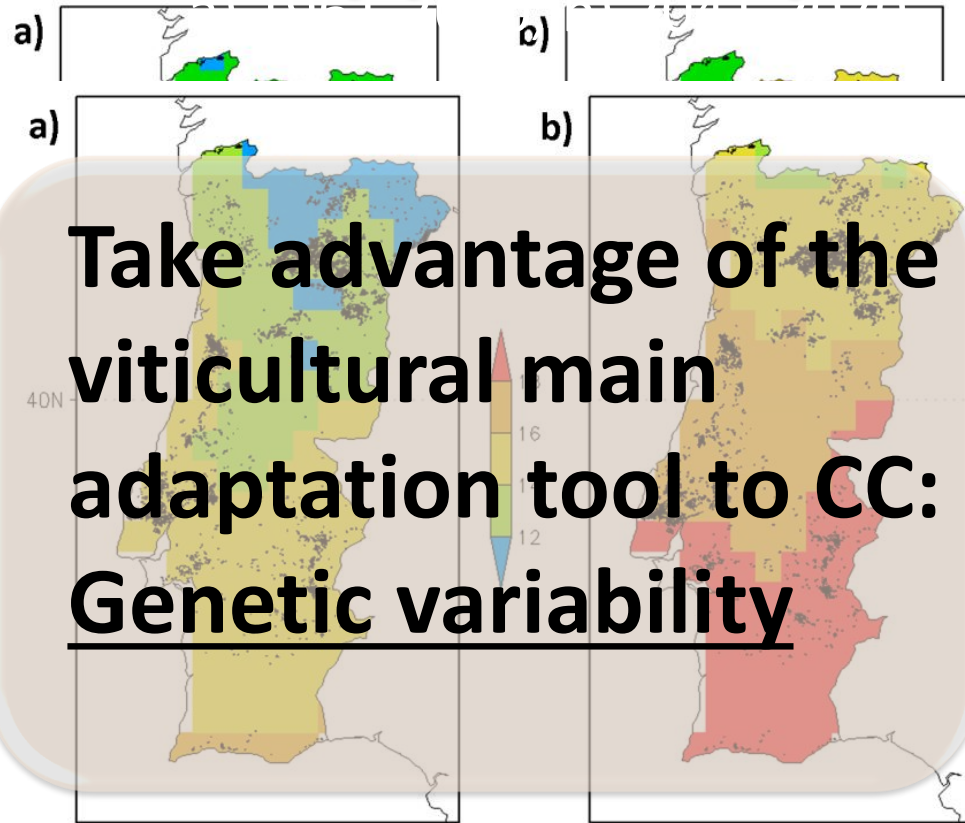 a)
b)
a)
b)
Take advantage of the
viticultural main
40N
16
adaptation tool to CC:
12
Genetic variability